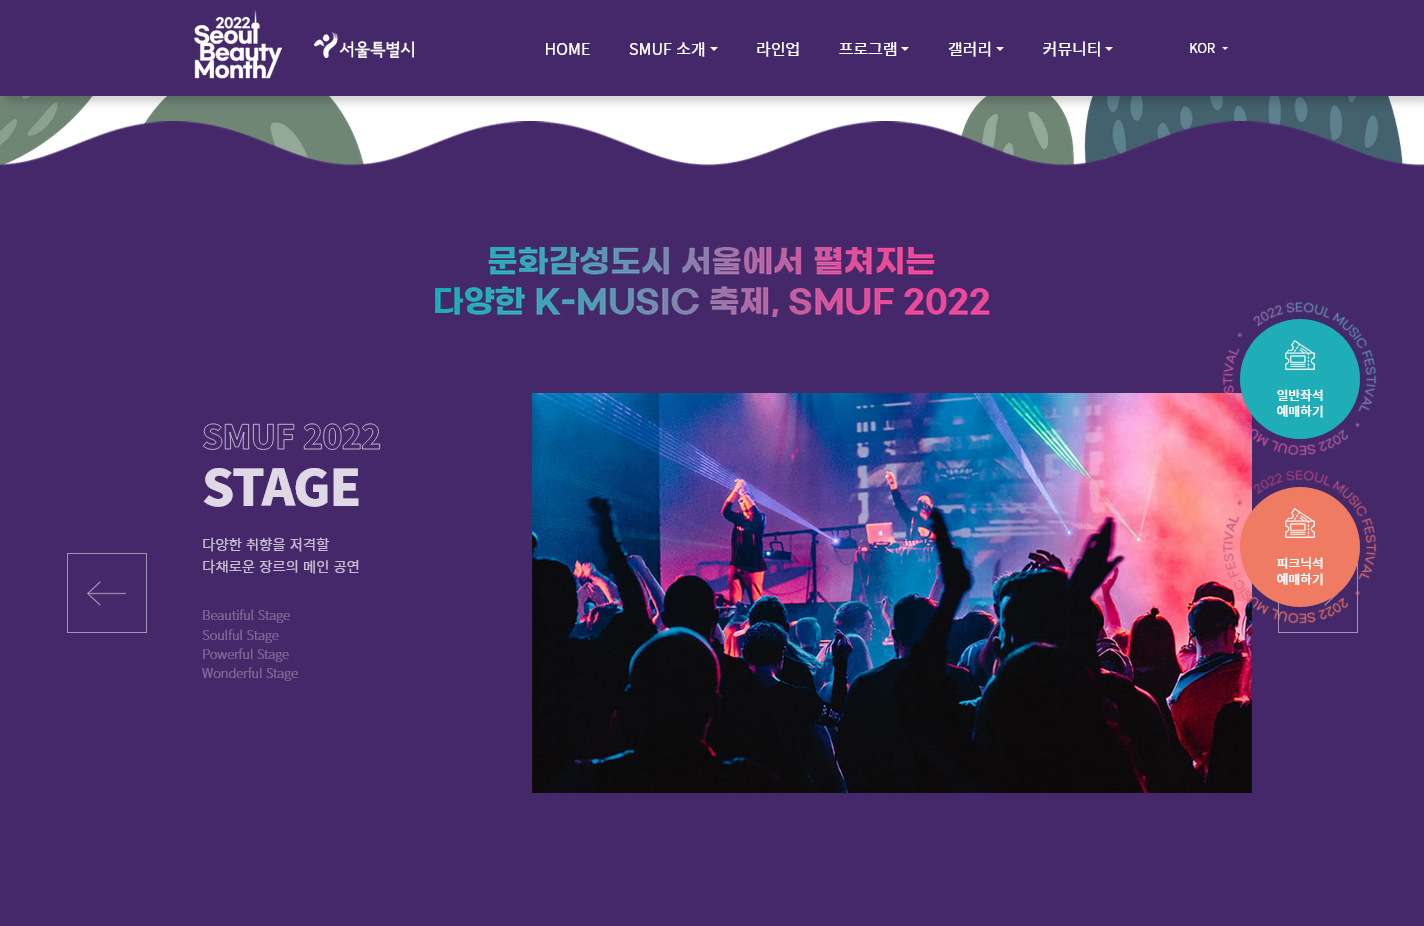 2022
Seoul
Beauty
Month
서울특별시
HOME
SMUF 소개
라인업
프로그램
갤러리
커뮤니티
KOR
문화감성도시 서울에서 펼쳐지는
다양한 K-MUSIC 축제, SMUF 2022
SMUF 2022
STAGE
다양한 취향을 저격할
다채로운 장르의 메인 공연
Beautiful Stage
Soulful Stage
Powerful Stage
Wonderful Stage
2022 SEOUL MUSIC FESTIVAL
일반좌석
예매하기
2022 SEOUL MU
STIVAL
2022 SEOUL MUSIC FESTIVAL
피크닉석
예매하기
2022 SEOUL MU
IC FESTIVAL